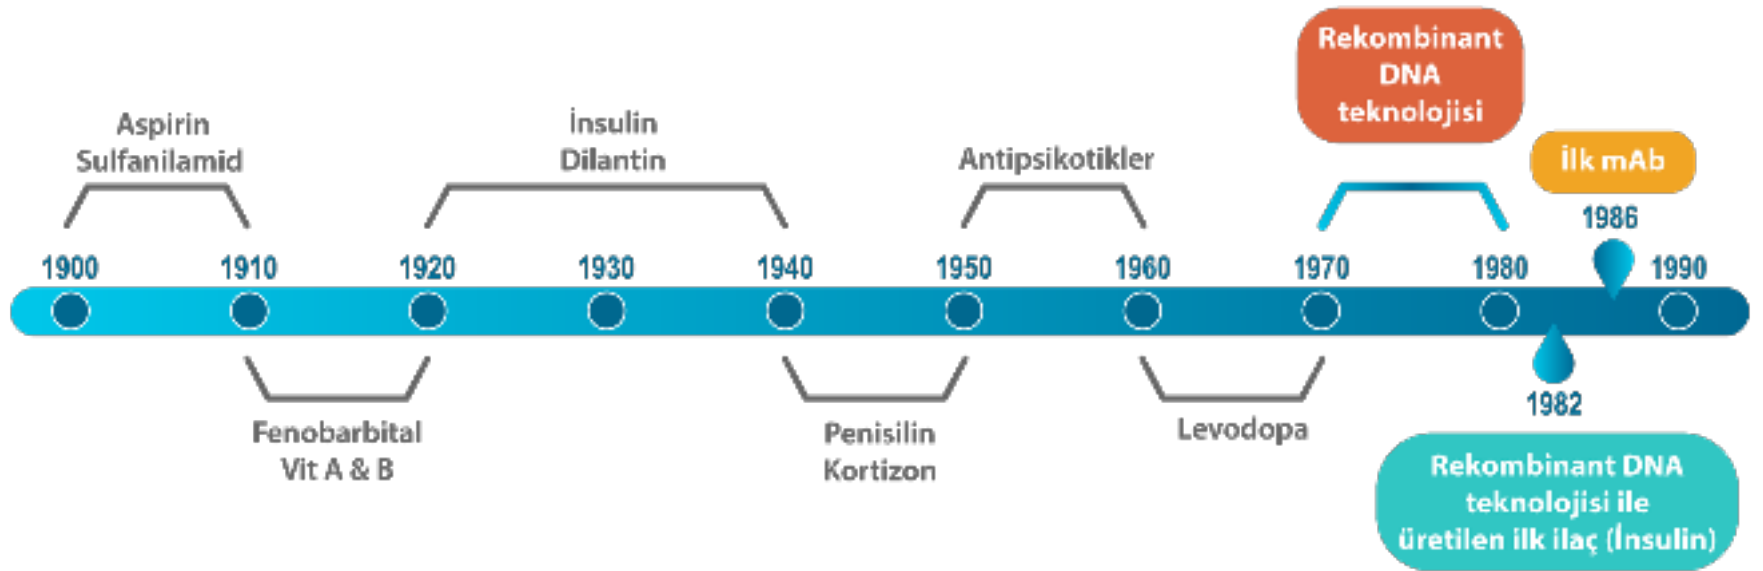 Rekombinant
DNA
teknolojisi
Aspirin
Sulfanilamid
İnsulin
Dilantin
Antipsikotikler
İlk mAb
1986
1900
1910
1920
1930
1940
1950
1960
1970
1980
1990
1982
Fenobarbital
Vit A & B
Penisilin
Kortizon
Levodopa
Rekombinant DNA
teknolojisi ile
üretilen ilk ilaç (İnsulin)